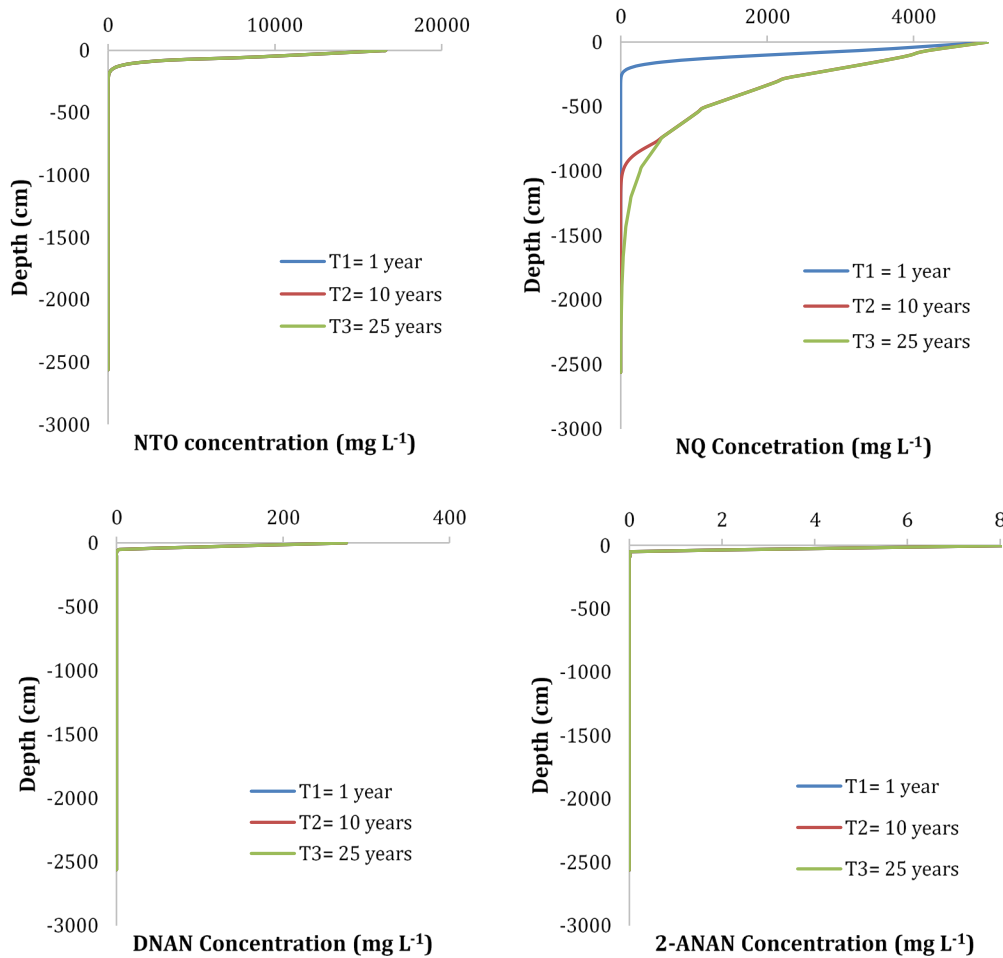 0 10000 20000
0
-500
-1000
-1500
-2000
-2500
-3000
Depth (cm)
T1= 1 year
T2= 10 years
T3= 25 years
NTO concentration (mg L-1)
0 2000 4000
0
-500
-1000
-1500
-2000
-2500
-3000
Depth (cm)
T1 = 1 year
T2 = 10 years
T3 = 25 years
NQ Concetration (mg L-1)
0 200 400
0
-500
-1000
-1500
-2000
-2500
-3000
Depth (cm)
T1= 1 year
T2= 10 years
T3= 25 years
DNAN Concentration (mg L-1)
0 2 4 6 8
0
-500
-1000
-1500
-2000
-2500
-3000
Depth (cm)
T1= 1 year
T2= 10 years
T3= 25 years
2-ANAN Concentration (mg L-1)